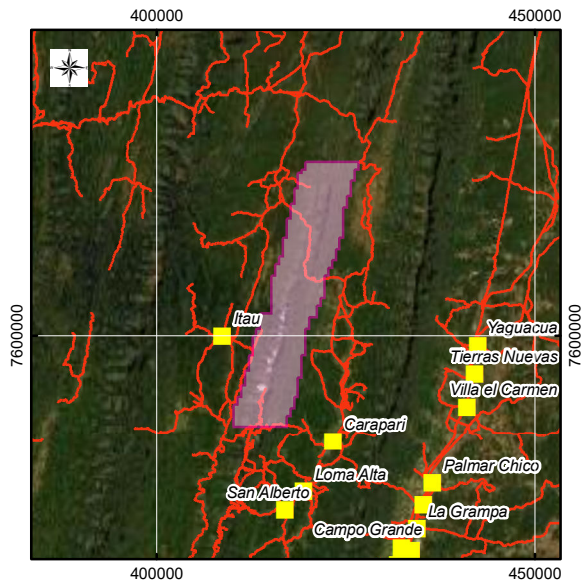 400000
450000
7600000
7600000
Itau
Yaguacua
Tierras Nuevas
Villa el Carmen
Carapari
Palmar Chico
Loma Alta
San Alberto
La Grampa
Campo Grande
400000
450000